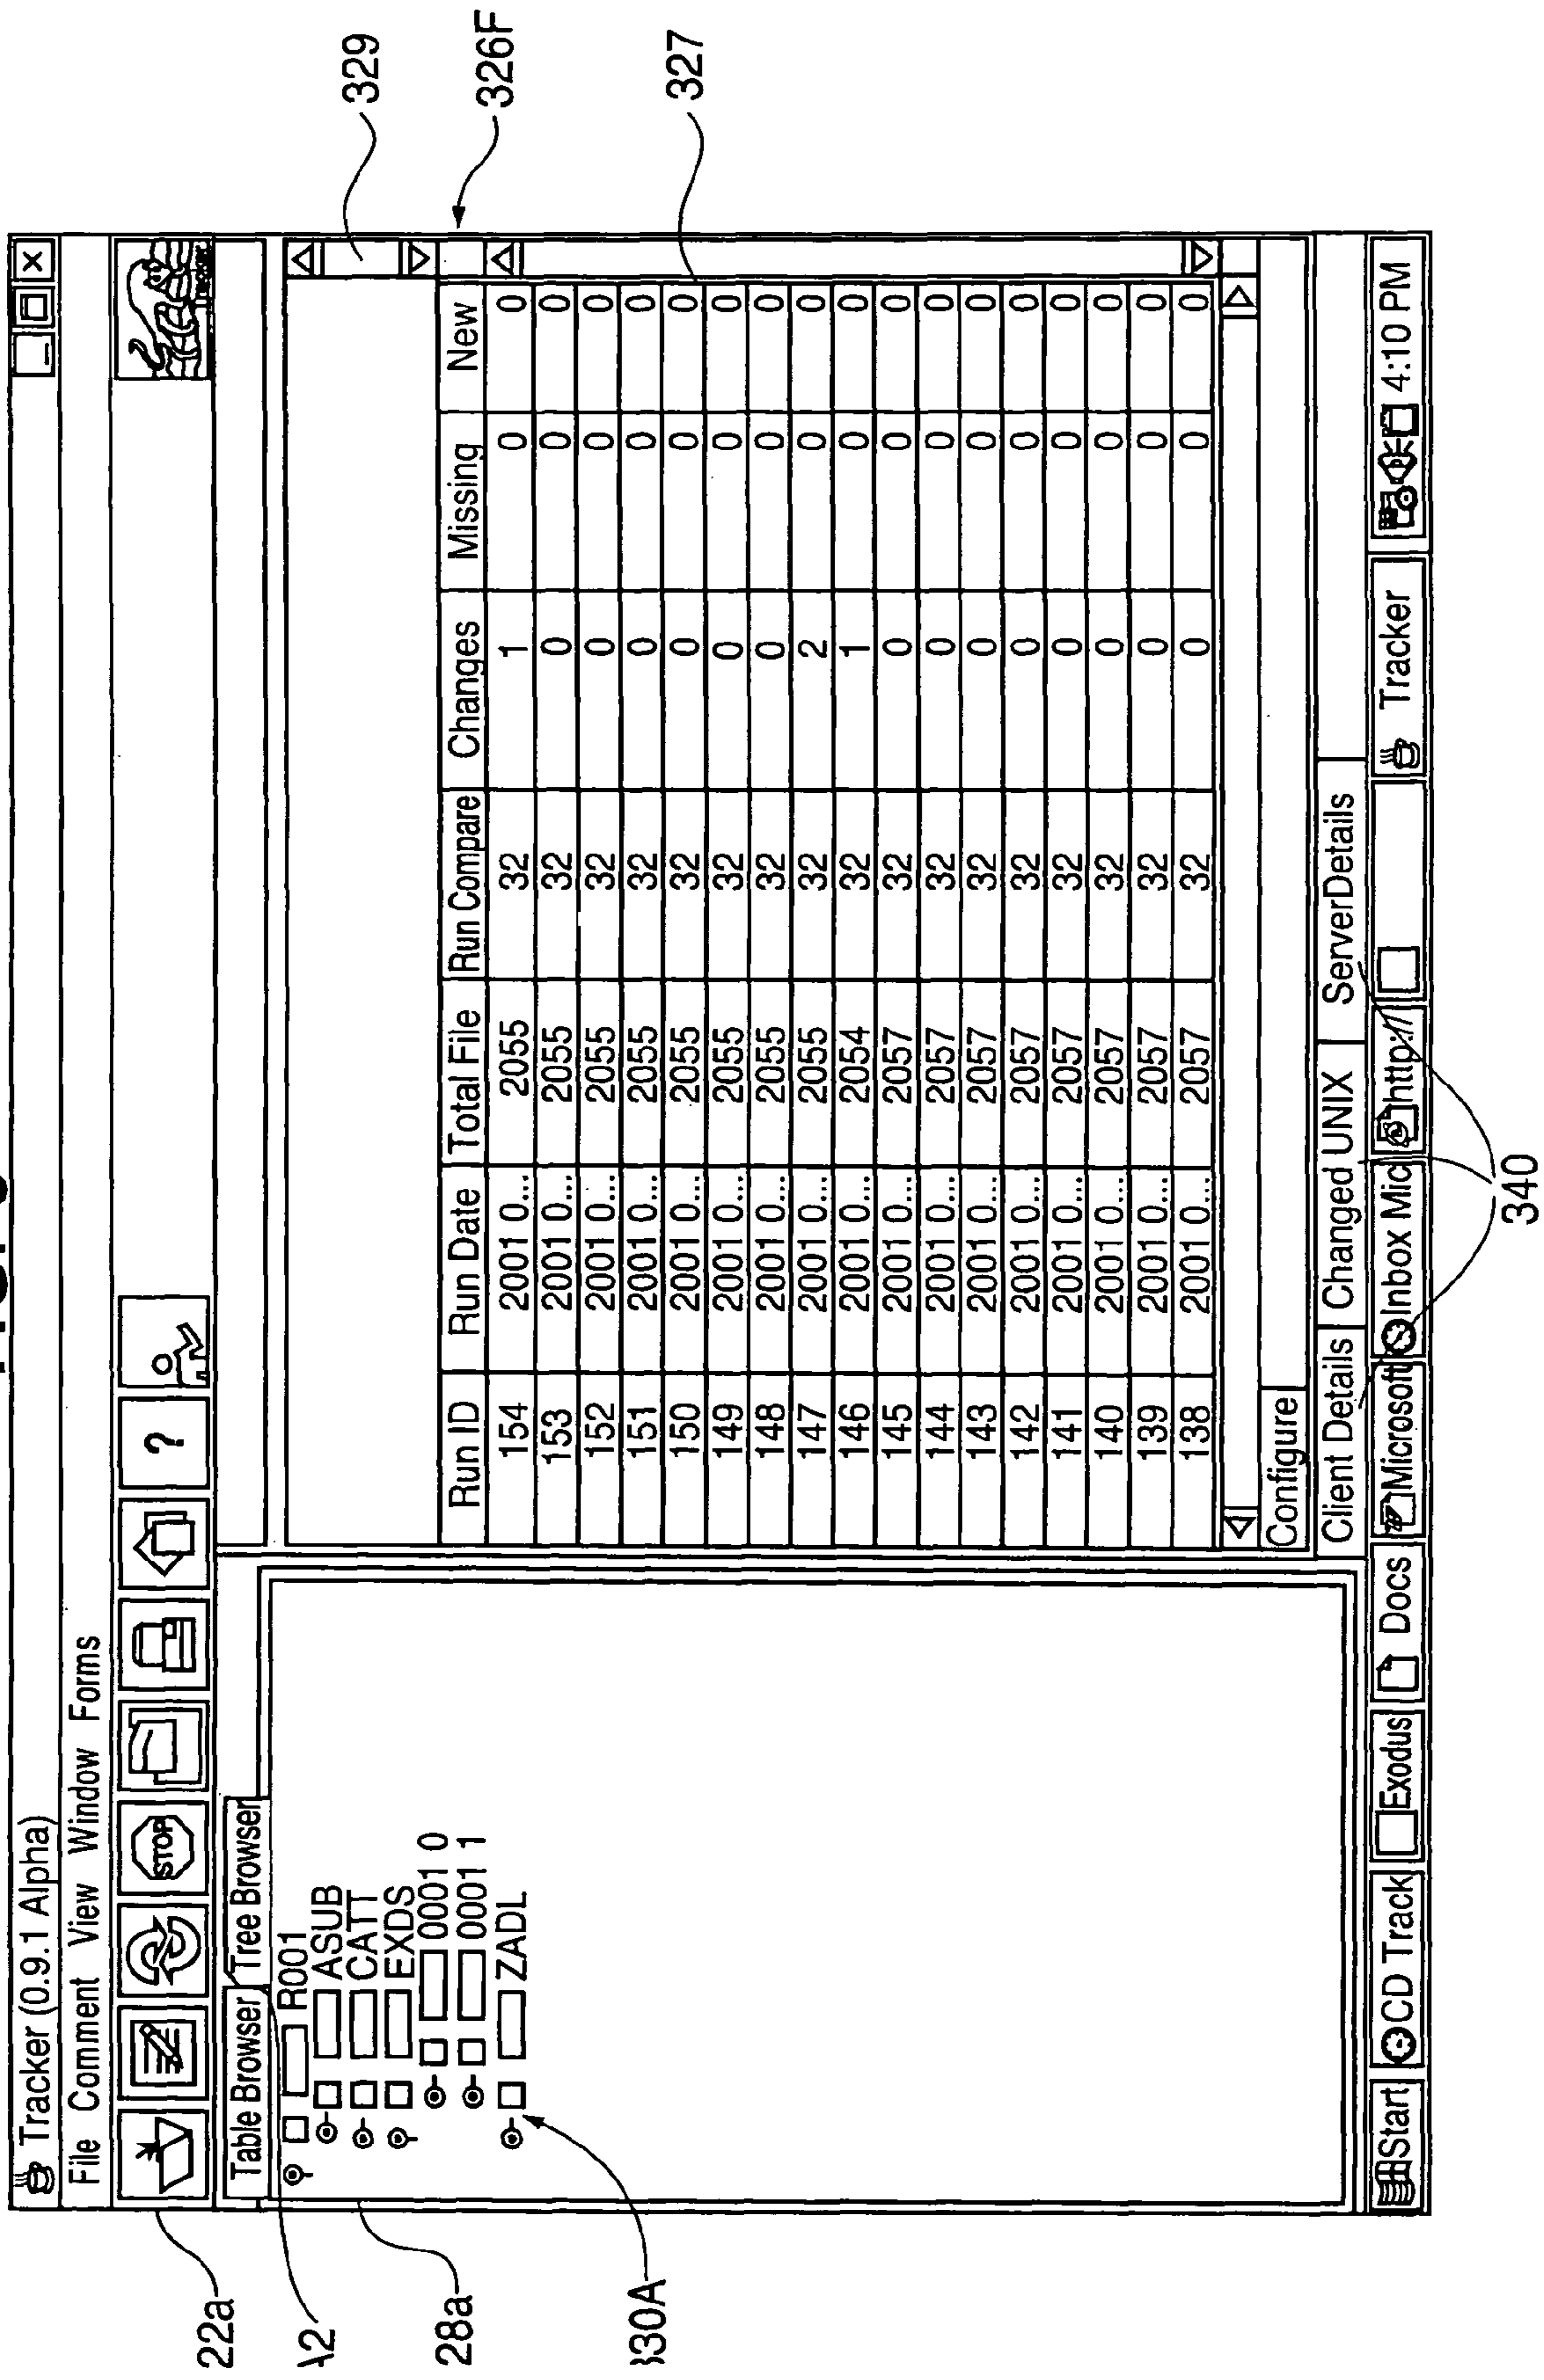 Tracker (0.9.1 Alpha)
File Comment View Window Forms
STOP
?
Table Browser Tree Browser
R001
ASUB
CATT
EXDS
0001 0
0001 1
ZADL
Run ID Run Date Total File Run Compare Changes Missing New
154 2001 0... 2055 32 1 0 0
153 2001 0... 2055 32 0 0 0
152 2001 0... 2055 32 0 0 0
151 2001 0... 2055 32 0 0 0
150 2001 0... 2055 32 0 0 0
149 2001 0... 2055 32 0 0 0
148 2001 0... 2055 32 0 0 0
147 2001 0... 2055 32 2 0 0
146 2001 0... 2054 32 1 0 0
145 2001 0... 2057 32 0 0 0
144 2001 0... 2057 32 0 0 0
143 2001 0... 2057 32 0 0 0
142 2001 0... 2057 32 0 0 0
141 2001 0... 2057 32 0 0 0
140 2001 0... 2057 32 0 0 0
139 2001 0... 2057 32 0 0 0
138 2001 0... 2057 32 0 0 0
Configure
Client Details Changed UNIX ServerDetails
Start CD Track Exodus Docs Microsoft Inbox Mic http:// Tracker 4:10 PM
22a
28a
330A
329
326F
327
340